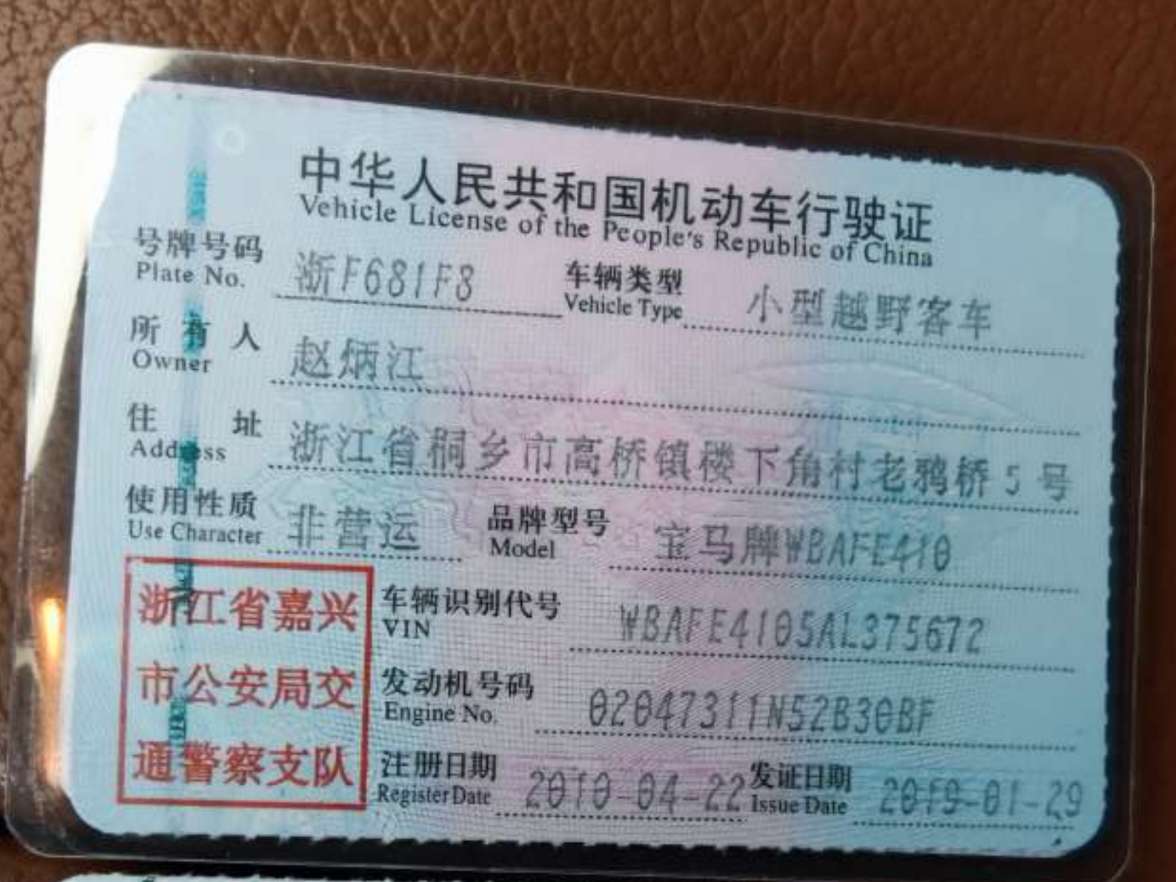 中华人民共和国机动车行驶证
Vehicle License of the People's Republic of China
号牌号码 浙F681F8 车辆类型 小型越野客车
Plate No. Vehicle Type
所有人 赵炳江
Owner
住址 浙江省桐乡市高桥镇楼下角村老鸦桥5号
Address
使用性质 非营运 品牌型号 宝马牌WBAFE410
Use Character Model
浙江省嘉兴
市公安局交
通警察支队
车辆识别代号 WBAFE4105AL375672
VIN
发动机号码 02047311N52B30BF
Engine No.
注册日期 2010-04-22 发证日期 2019-01-29
Register Date Issue Date